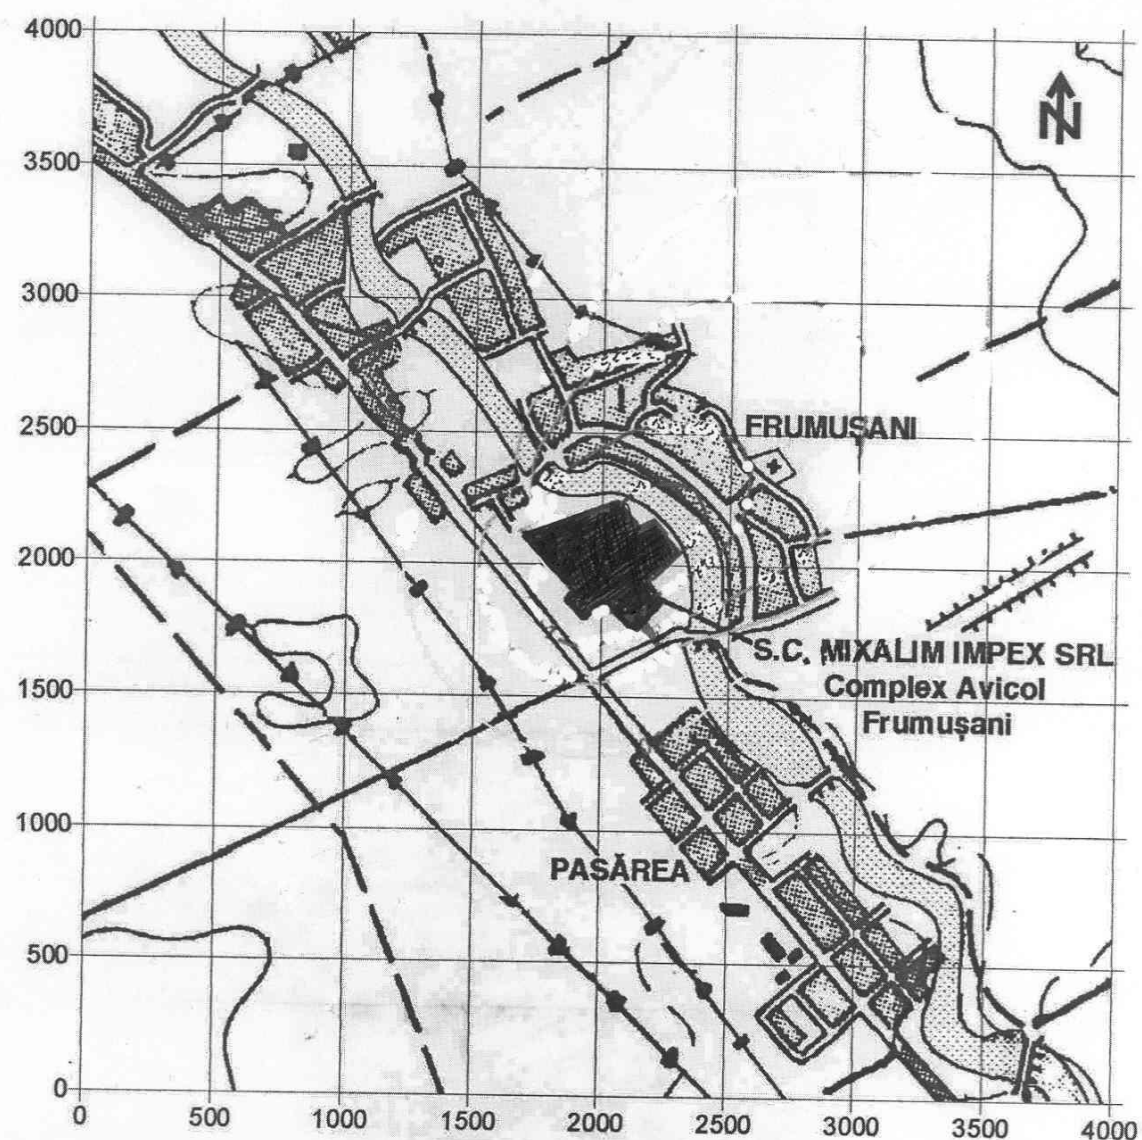 4000
N
3500
3000
2500
FRUMUȘANI
2000
S.C. MIXALIM IMPEX SRL
Complex Avicol
Frumușani
1500
1000
PASĂREA
500
0
0 500 1000 1500 2000 2500 3000 3500 4000